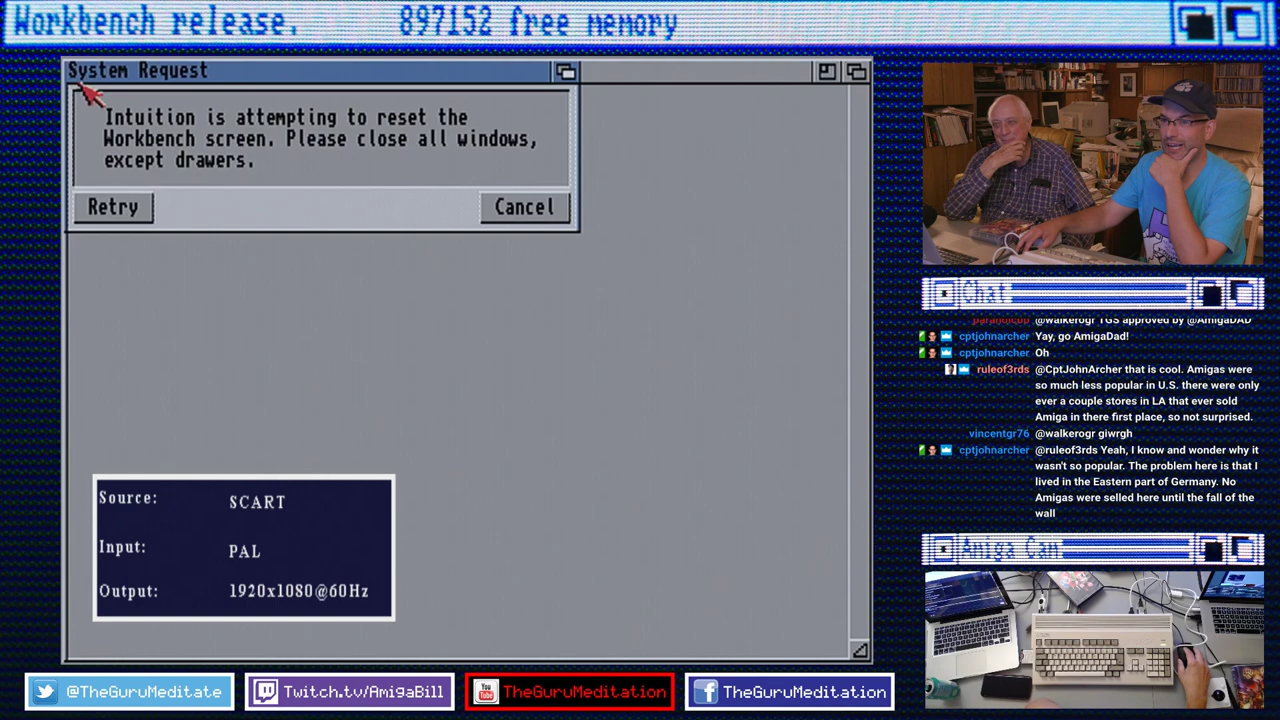 Workbench release. 897152 free memory
System Request
Intuition is attempting to reset the
Workbench screen. Please close all windows,
except drawers.
Retry
Cancel
Source: SCART
Input: PAL
Output: 1920x1080@60Hz
Chat
paranoicbp @walkerogr TGS approved by @AmigaDAD
cptjohnarcher Yay, go AmigaDad!
cptjohnarcher Oh
ruleof3rds @CptJohnArcher that is cool. Amigas were
so much less popular in U.S. there were only
ever a couple stores in LA that ever sold
Amiga in there first place, so not surprised.
vincentgr76 @walkerogr giwrgh
cptjohnarcher @ruleof3rds Yeah, I know and wonder why it
wasn't so popular. The problem here is that I
lived in the Eastern part of Germany. No
Amigas were selled here until the fall of the
wall
Amiga Cam
@TheGuruMeditate
Twitch.tv/AmigaBill
You Tube TheGuruMeditation
TheGuruMeditation